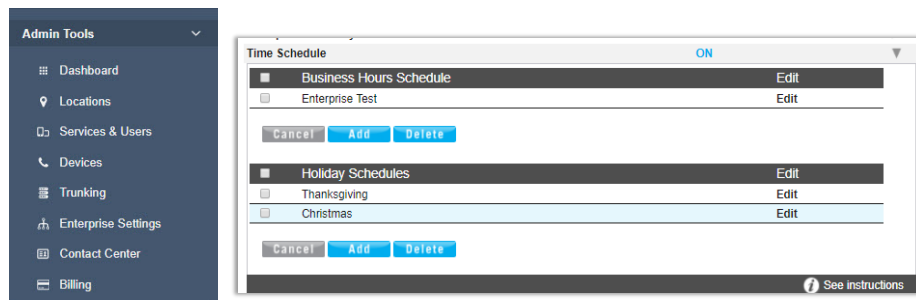 Admin Tools
Dashboard
Locations
Services & Users
Devices
Trunking
Enterprise Settings
Contact Center
Billing
Time Schedule ON
Business Hours Schedule Edit
Enterprise Test Edit
Cancel Add Delete
Holiday Schedules Edit
Thanksgiving Edit
Christmas Edit
Cancel Add Delete
See instructions